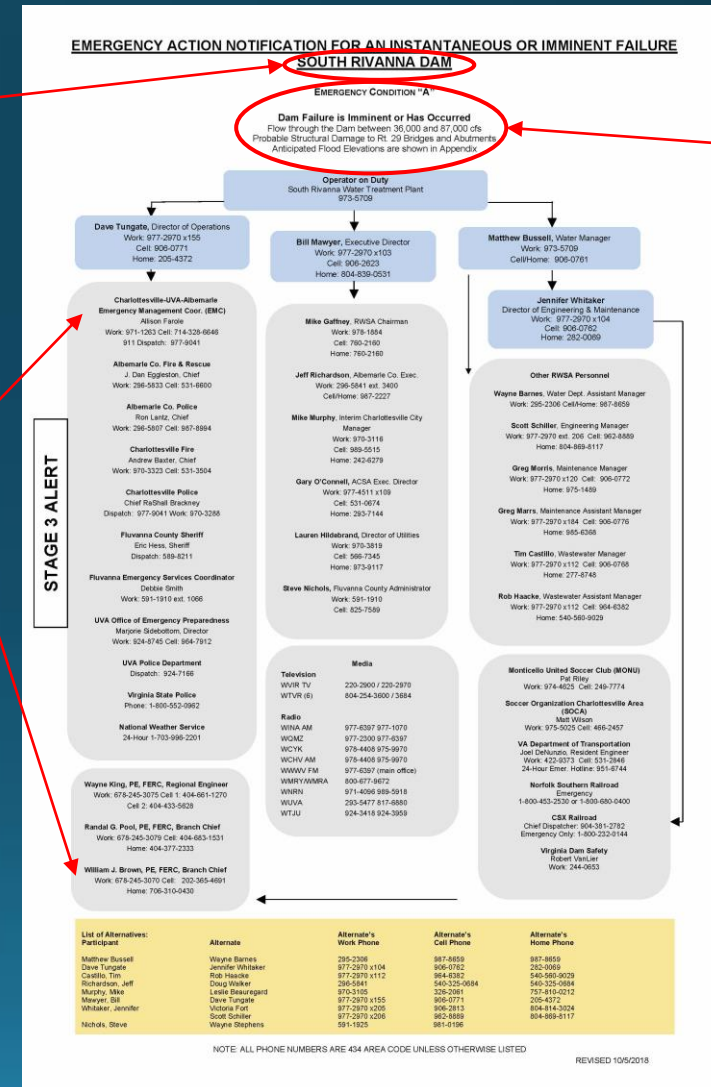 EMERGENCY ACTION NOTIFICATION FOR AN INSTANTANEOUS OR IMMINENT FAILURE
SOUTH RIVANNA DAM
EMERGENCY CONDITION "A"
Dam Failure is Imminent or Has Occurred
Flow through the Dam between 36,000 and 87,000 cfs
Probable Structural Damage to Rt. 29 Bridges and Abutments
Anticipated Flood Elevations are shown in Appendix
Operator on Duty
South Rivanna Water Treatment Plant
973-5709
Dave Tungate, Director of Operations
Work: 977-2970 x155
Cell: 906-0771
Home: 205-4372
Bill Mawyer, Executive Director
Work: 977-2970 x103
Cell: 906-2623
Home: 804-839-0531
Matthew Bussell, Water Manager
Work: 973-5709
Cell/Home: 906-0761
Jennifer Whitaker
Director of Engineering & Maintenance
Work: 977-2970 x104
Cell: 906-0762
Home: 282-0069
STAGE 3 ALERT
Charlottesville-UVA-Albemarle
Emergency Management Coor. (EMC)
Allison Farole
Work: 971-1263 Cell: 714-328-6646
911 Dispatch: 977-9041
Albemarle Co. Fire & Rescue
J. Dan Eggleston, Chief
Work: 296-5833 Cell: 531-6600
Albemarle Co. Police
Ron Lantz, Chief
Work: 296-5807 Cell: 987-8994
Charlottesville Fire
Andrew Baxter, Chief
Work: 970-3323 Cell: 531-3504
Charlottesville Police
Chief RaShall Brackney
Dispatch: 977-9041 Work: 970-3288
Fluvanna County Sheriff
Eric Hess, Sheriff
Dispatch: 589-8211
Fluvanna Emergency Services Coordinator
Debbie Smith
Work: 591-1910 ext. 1066
UVA Office of Emergency Preparedness
Marjorie Sidebottom, Director
Work: 924-8745 Cell: 964-7912
UVA Police Department
Dispatch: 924-7166
Virginia State Police
Phone: 1-800-552-0962
National Weather Service
24-Hour 1-703-996-2201
Wayne King, PE, FERC, Regional Engineer
Work: 678-245-3075 Cell 1: 404-661-1270
Cell 2: 404-433-5828
Randal G. Pool, PE, FERC, Branch Chief
Work: 678-245-3079 Cell: 404-683-1531
Home: 404-377-2333
William J. Brown, PE, FERC, Branch Chief
Work: 678-245-3070 Cell: 202-365-4691
Home: 706-310-0430
Mike Gaffney, RWSA Chairman
Work: 978-1884
Cell: 760-2160
Home: 760-2160
Jeff Richardson, Albemarle Co. Exec.
Work: 296-5841 ext. 3400
Cell/Home: 987-2227
Mike Murphy, Interim Charlottesville City
Manager
Work: 970-3116
Cell: 989-5515
Home: 242-6279
Gary O'Connell, ACSA Exec. Director
Work: 977-4511 x109
Cell: 531-0674
Home: 293-7144
Lauren Hildebrand, Director of Utilities
Work: 970-3819
Cell: 566-7345
Home: 973-9117
Steve Nichols, Fluvanna County Administrator
Work: 591-1910
Cell: 825-7589
Media
Television
WVIR TV 220-2900 / 220-2970
WTVR (6) 804-254-3600 / 3684
Radio
WINA AM 977-6397 977-1070
WQMZ 977-2300 977-6397
WCYK 978-4408 975-9970
WCHV AM 978-4408 975-9970
WWWV FM 977-6397 (main office)
WMRY/WMRA 800-677-9672
WNRN 971-4096 989-5918
WUVA 293-5477 817-6880
WTJU 924-3418 924-3959
Other RWSA Personnel
Wayne Barnes, Water Dept. Assistant Manager
Work: 295-2306 Cell/Home: 987-8659
Scott Schiller, Engineering Manager
Work: 977-2970 ext. 206 Cell: 962-8889
Home: 804-869-8117
Greg Morris, Maintenance Manager
Work: 977-2970 x120 Cell: 906-0772
Home: 975-1489
Greg Marrs, Maintenance Assistant Manager
Work: 977-2970 x184 Cell: 906-0776
Home: 985-6368
Tim Castillo, Wastewater Manager
Work: 977-2970 x112 Cell: 906-0768
Home: 277-8748
Rob Haacke, Wastewater Assistant Manager
Work: 977-2970 x112 Cell: 964-6382
Home: 540-560-9029
Monticello United Soccer Club (MONU)
Pat Riley
Work: 974-4625 Cell: 249-7774
Soccer Organization Charlottesville Area
(SOCA)
Matt Wilson
Work: 975-5025 Cell: 466-2457
VA Department of Transportation
Joel DeNunzio, Resident Engineer
Work: 422-9373 Cell: 531-2846
24-Hour Emer. Hotline: 951-6744
Norfolk Southern Railroad
Emergency
1-800-453-2530 or 1-800-680-0400
CSX Railroad
Chief Dispatcher: 904-381-2782
Emergency Only: 1-800-232-0144
Virginia Dam Safety
Robert VanLier
Work: 244-0653
List of Alternatives:
Participant Alternate Alternate's Work Phone Alternate's Cell Phone Alternate's Home Phone
Matthew Bussell Wayne Barnes 295-2306 987-8659 987-8659
Dave Tungate Jennifer Whitaker 977-2970 x104 906-0762 282-0069
Castillo, Tim Rob Haacke 977-2970 x112 964-6382 540-560-9029
Richardson, Jeff Doug Walker 296-5841 540-325-0684 540-325-0684
Murphy, Mike Leslie Beauregard 970-3105 326-2061 757-810-0212
Mawyer, Bill Dave Tungate 977-2970 x155 906-0771 205-4372
Whitaker, Jennifer Victoria Fort 977-2970 x205 906-2813 804-814-3024
Scott Schiller 977-2970 x206 962-8889 804-869-8117
Nichols, Steve Wayne Stephens 591-1925 981-0196
NOTE: ALL PHONE NUMBERS ARE 434 AREA CODE UNLESS OTHERWISE LISTED
REVISED 10/5/2018